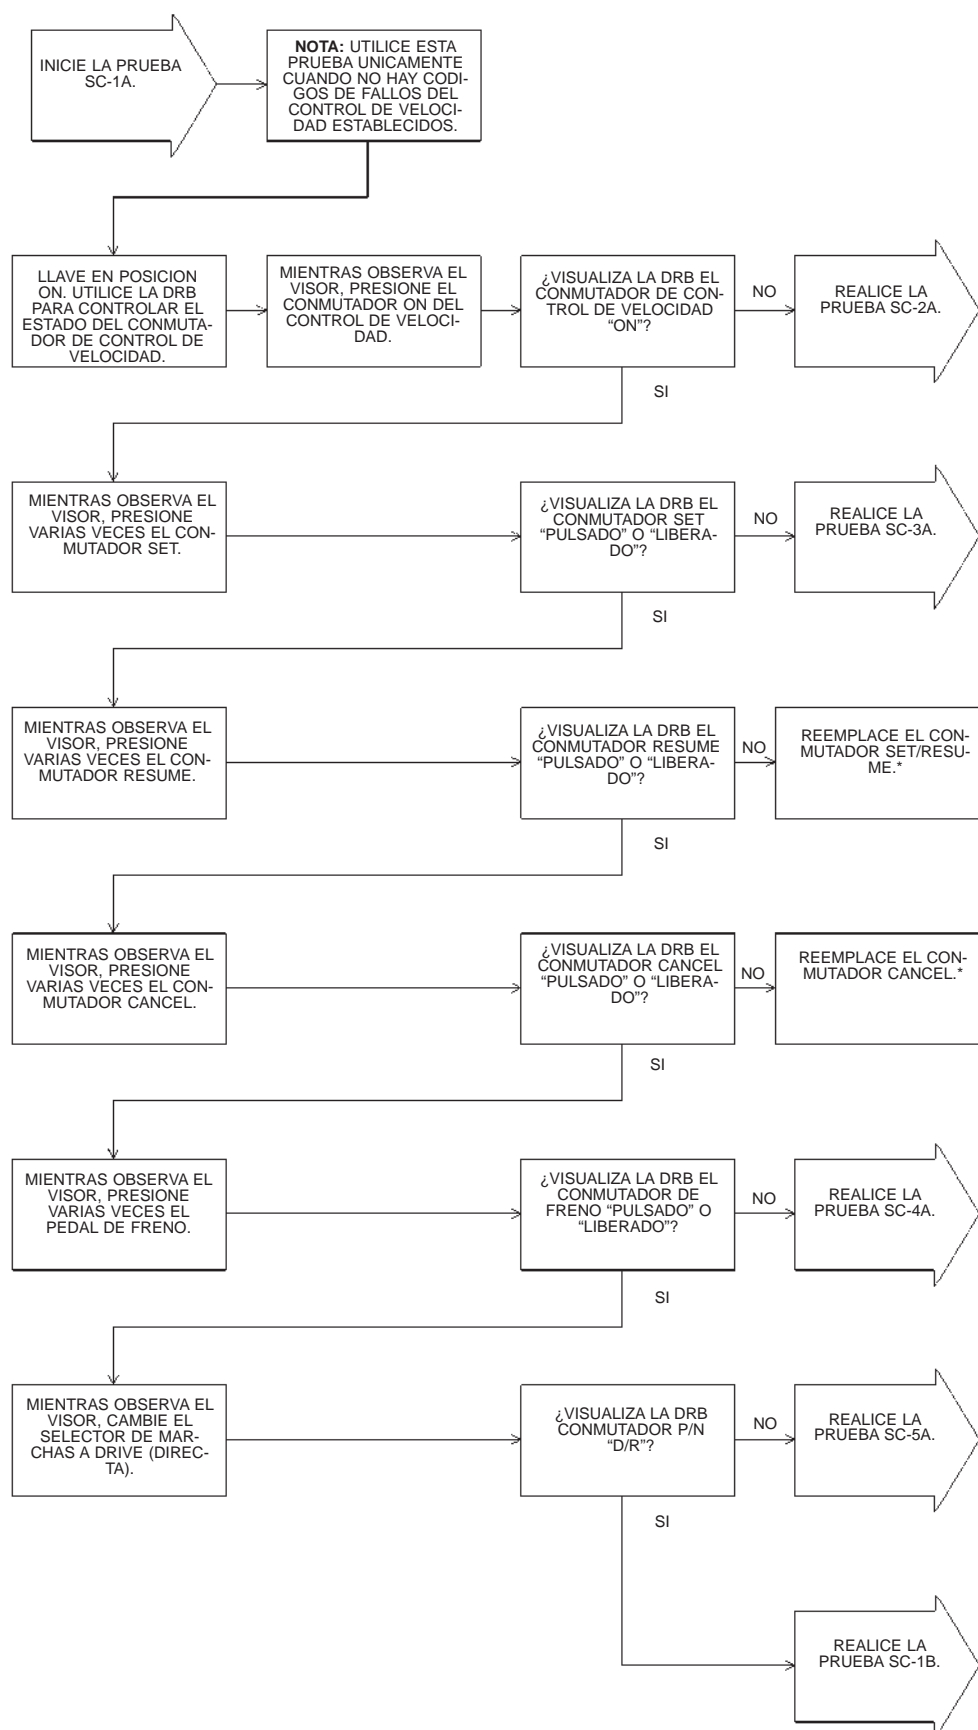 INICIE LA PRUEBA
SC-1A.
NOTA: UTILICE ESTA
PRUEBA UNICAMENTE
CUANDO NO HAY CODI-
GOS DE FALLOS DEL
CONTROL DE VELOCI-
DAD ESTABLECIDOS.
LLAVE EN POSICION
ON. UTILICE LA DRB
PARA CONTROLAR EL
ESTADO DEL CONMUTA-
DOR DE CONTROL DE
VELOCIDAD.
MIENTRAS OBSERVA EL
VISOR, PRESIONE
EL CONMUTADOR ON DEL
CONTROL DE VELOCI-
DAD.
¿VISUALIZA LA DRB EL
CONMUTADOR DE CON-
TROL DE VELOCIDAD
“ON”?
NO
REALICE LA
PRUEBA SC-2A.
SI
MIENTRAS OBSERVA EL
VISOR, PRESIONE
VARIAS VECES EL CON-
MUTADOR SET.
¿VISUALIZA LA DRB EL
CONMUTADOR SET
“PULSADO” O “LIBERA-
DO”?
NO
REALICE LA
PRUEBA SC-3A.
SI
MIENTRAS OBSERVA EL
VISOR, PRESIONE
VARIAS VECES EL CON-
MUTADOR RESUME.
¿VISUALIZA LA DRB EL
CONMUTADOR RESUME
“PULSADO” O “LIBERA-
DO”?
NO
REEMPLACE EL CON-
MUTADOR SET/RESU-
ME.*
SI
MIENTRAS OBSERVA EL
VISOR, PRESIONE
VARIAS VECES EL CON-
MUTADOR CANCEL.
¿VISUALIZA LA DRB EL
CONMUTADOR CANCEL
“PULSADO” O “LIBERA-
DO”?
NO
REEMPLACE EL CON-
MUTADOR CANCEL.*
SI
MIENTRAS OBSERVA EL
VISOR, PRESIONE
VARIAS VECES EL
PEDAL DE FRENO.
¿VISUALIZA LA DRB EL
CONMUTADOR DE
FRENO “PULSADO” O
“LIBERADO”?
NO
REALICE LA
PRUEBA SC-4A.
SI
MIENTRAS OBSERVA EL
VISOR, CAMBIE EL
SELECTOR DE MAR-
CHAS A DRIVE (DIREC-
TA).
¿VISUALIZA LA DRB
CONMUTADOR P/N
“D/R”?
NO
REALICE LA
PRUEBA SC-5A.
SI
REALICE LA
PRUEBA SC-1B.